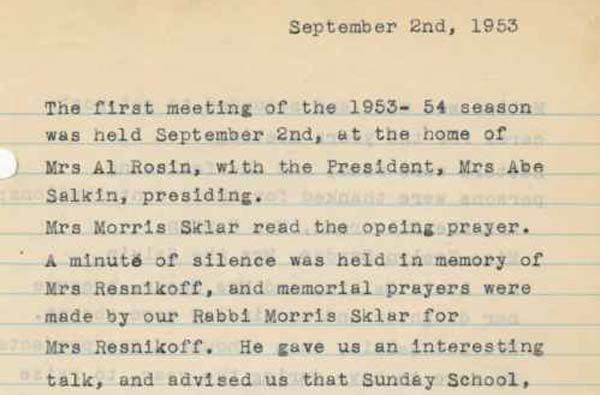 September 2nd, 1953
The first meeting of the 1953- 54 season
was held September 2nd, at the home of
Mrs Al Rosin, with the President, Mrs Abe
Salkin, presiding.
Mrs Morris Sklar read the opeing prayer.
A minute of silence was held in memory of
Mrs Resnikoff, and memorial prayers were
made by our Rabbi Morris Sklar for
Mrs Resnikoff. He gave us an interesting
talk, and advised us that Sunday School,